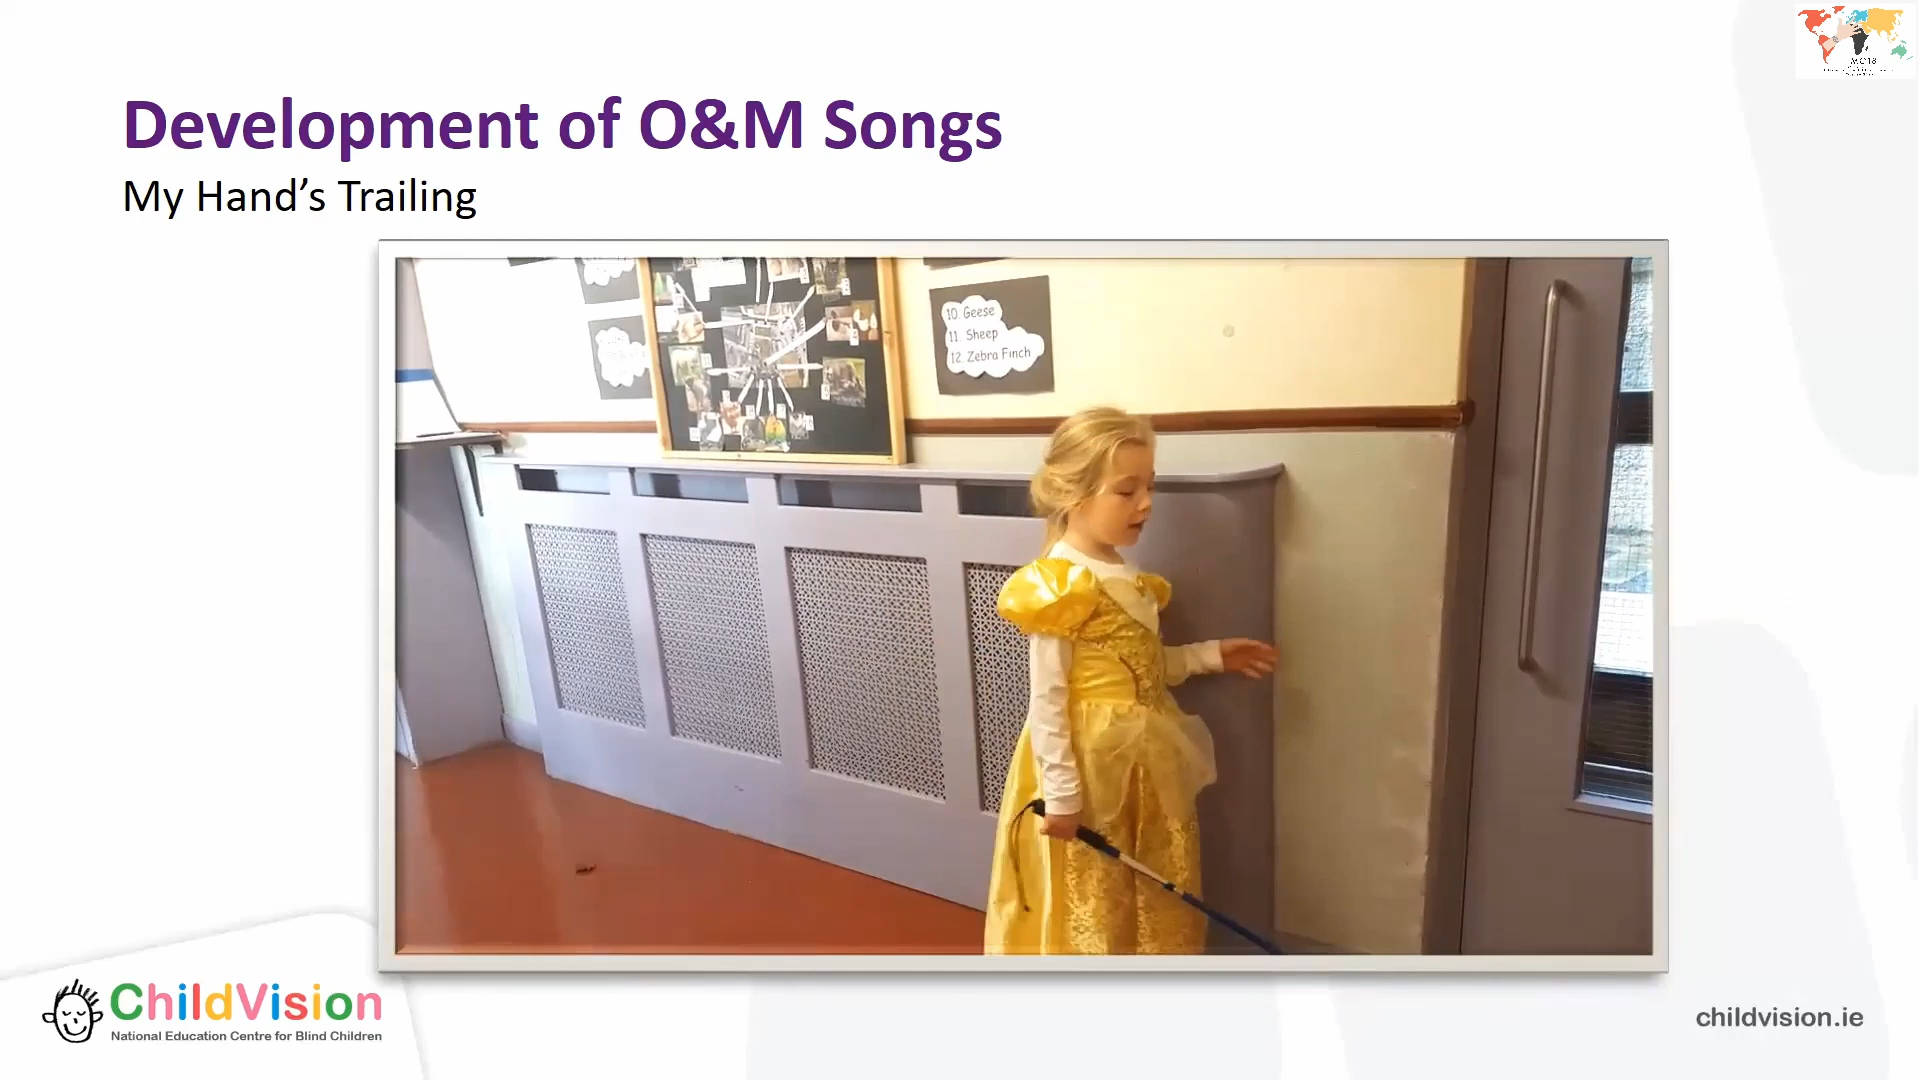 MC18
Development of O&M Songs
My Hand's Trailing
10. Geese
11. Sheep
12. Zebra Finch
ChildVision
National Education Centre for Blind Children
childvision.ie